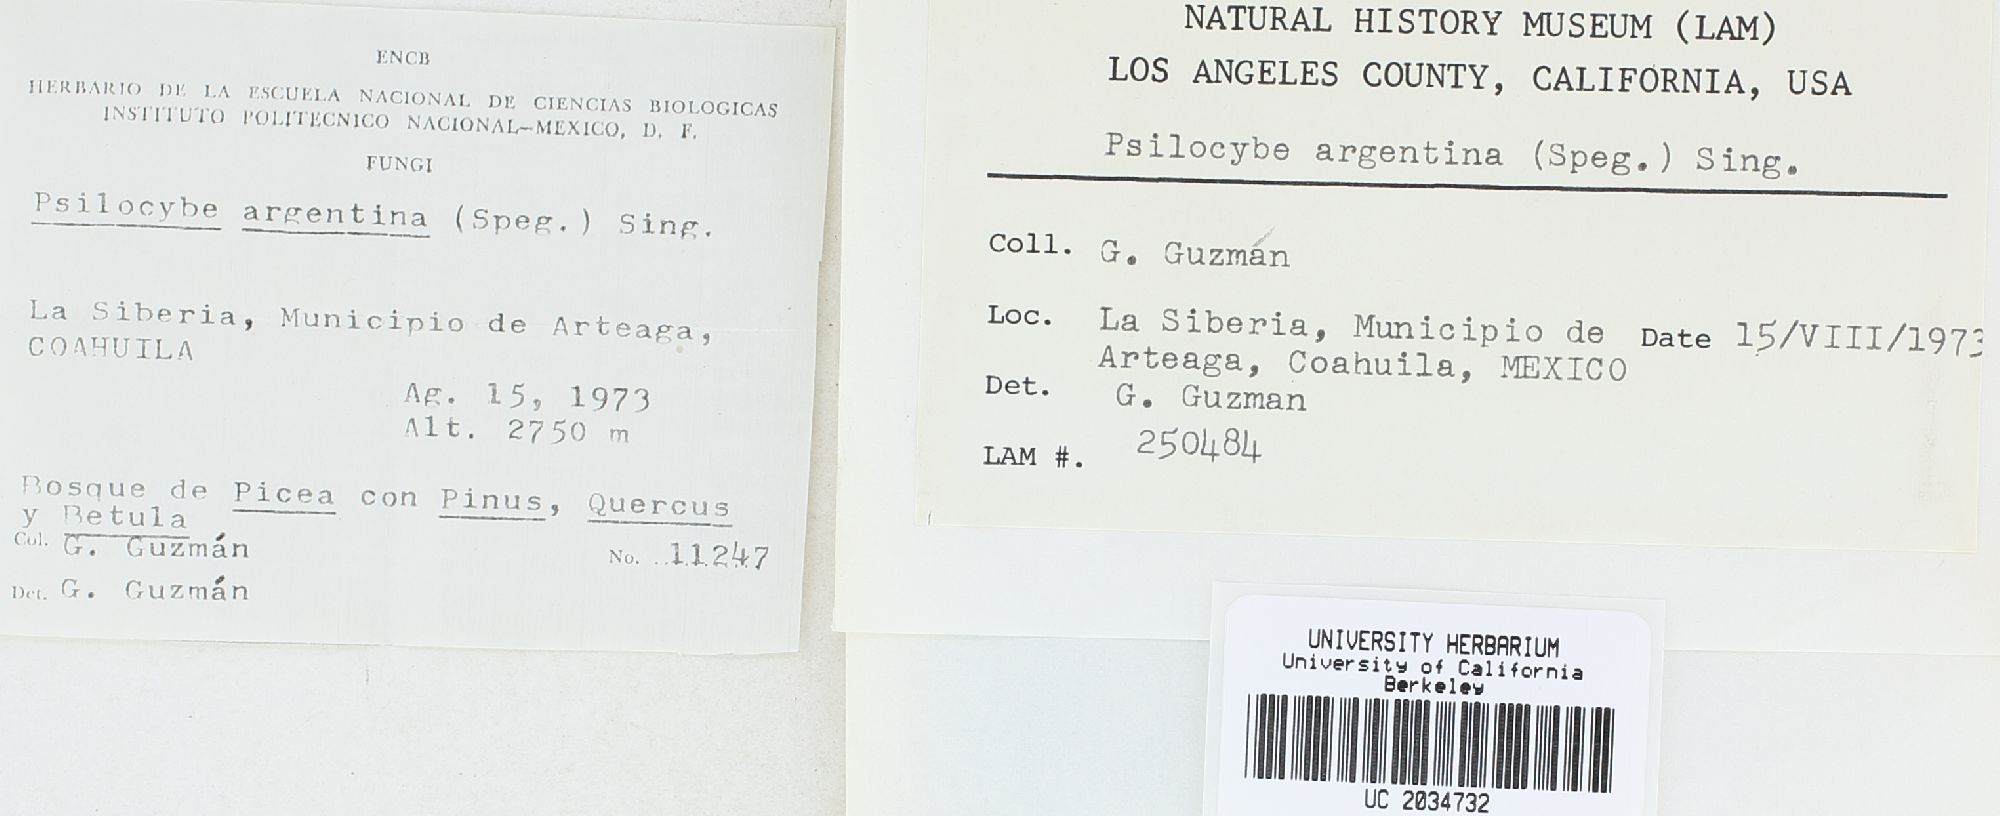 ENCB
HERBARIO DE LA ESCUELA NACIONAL DE CIENCIAS BIOLOGICAS
INSTITUTO POLITECNICO NACIONAL-MEXICO, D. F.
FUNGI
Psilocybe argentina (Speg.) Sing.
La Siberia, Municipio de Arteaga,
COAHUILA
Ag. 15, 1973
Alt. 2750 m
Bosque de Picea con Pinus, Quercus
y Betula
Col. G. Guzmán No. 11247
Det. G. Guzmán
NATURAL HISTORY MUSEUM (LAM)
LOS ANGELES COUNTY, CALIFORNIA, USA
Psilocybe argentina (Speg.) Sing.
Coll. G. Guzmán
Loc. La Siberia, Municipio de Date 15/VIII/1973
Arteaga, Coahuila, MEXICO
Det. G. Guzman
LAM #. 250484
UNIVERSITY HERBARIUM
University of California
Berkeley
UC 2034732